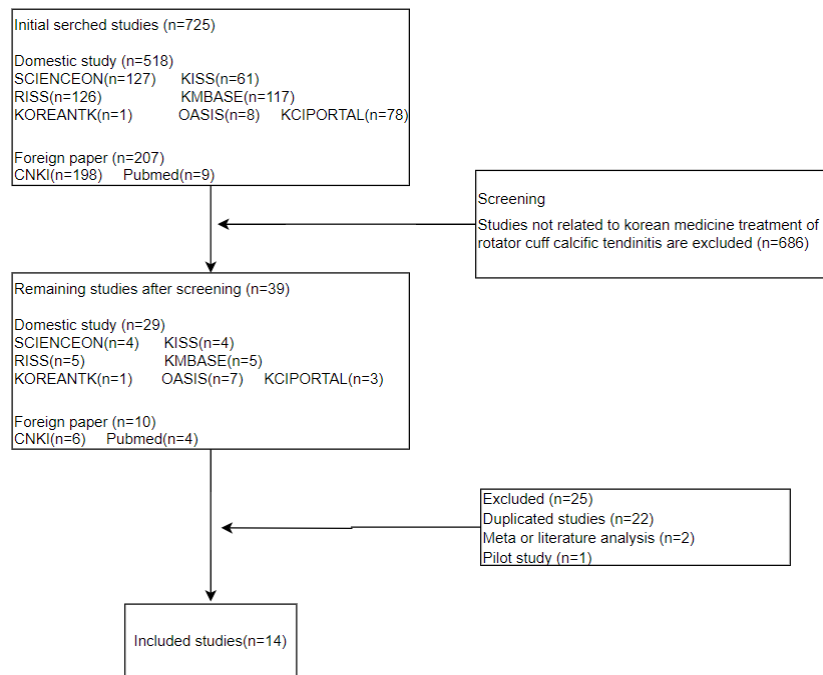 Initial serched studies (n=725)
Domestic study (n=518)
SCIENCEON(n=127) KISS(n=61)
RISS(n=126) KMBASE(n=117)
KOREANTK(n=1) OASIS(n=8) KCIPORTAL(n=78)
Foreign paper (n=207)
CNKI(n=198) Pubmed(n=9)
Screening
Studies not related to korean medicine treatment of
rotator cuff calcific tendinitis are excluded (n=686)
Remaining studies after screening (n=39)
Domestic study (n=29)
SCIENCEON(n=4) KISS(n=4)
RISS(n=5) KMBASE(n=5)
KOREANTK(n=1) OASIS(n=7) KCIPORTAL(n=3)
Foreign paper (n=10)
CNKI(n=6) Pubmed(n=4)
Excluded (n=25)
Duplicated studies (n=22)
Meta or literature analysis (n=2)
Pilot study (n=1)
Included studies(n=14)